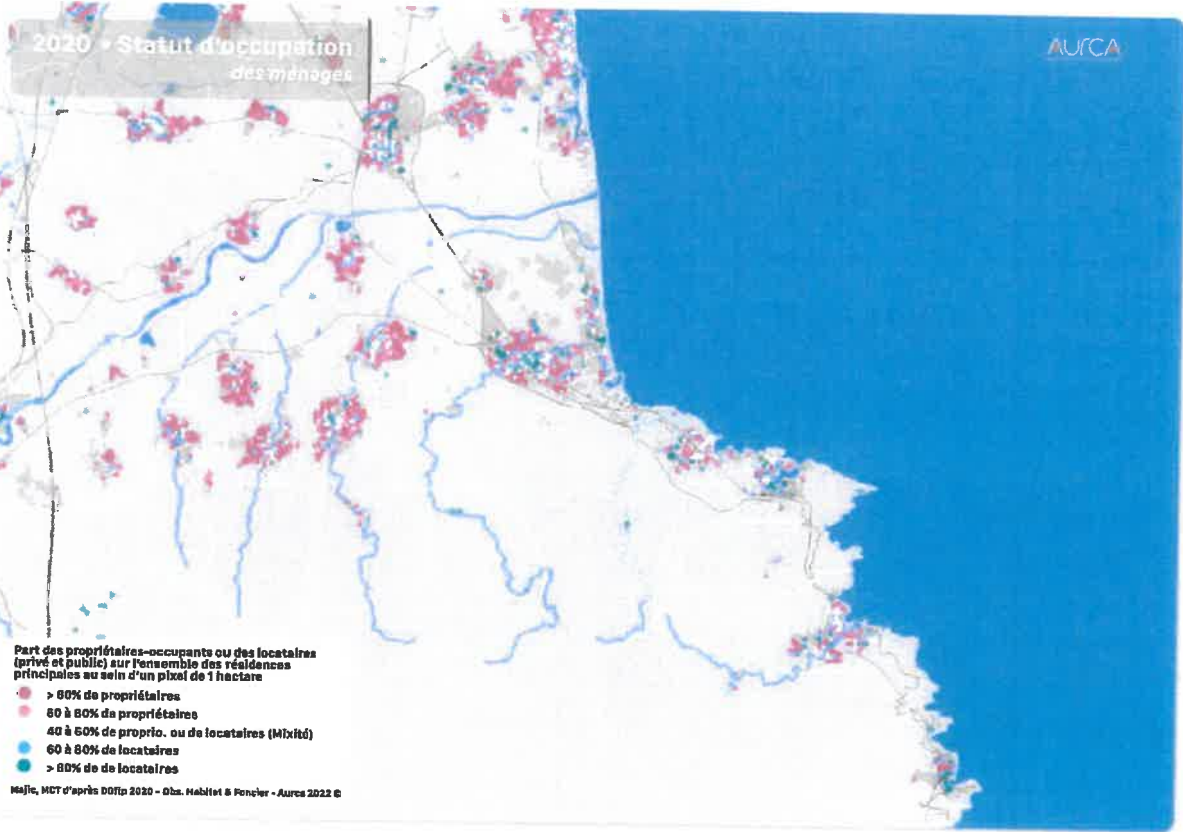 2020 • Statut d'occupation
des ménages
AURCA
Part des propriétaires-occupants ou des locataires
(privé et public) sur l'ensemble des résidences
principales au sein d'un pixel de 1 hectare
> 80% de propriétaires
60 à 80% de propriétaires
40 à 60% de proprio. ou de locataires (Mixité)
60 à 80% de locataires
> 80% de de locataires
Majic, MCT d'après DGfip 2020 - Obs. Habitat & Foncier - Aurca 2022 ©